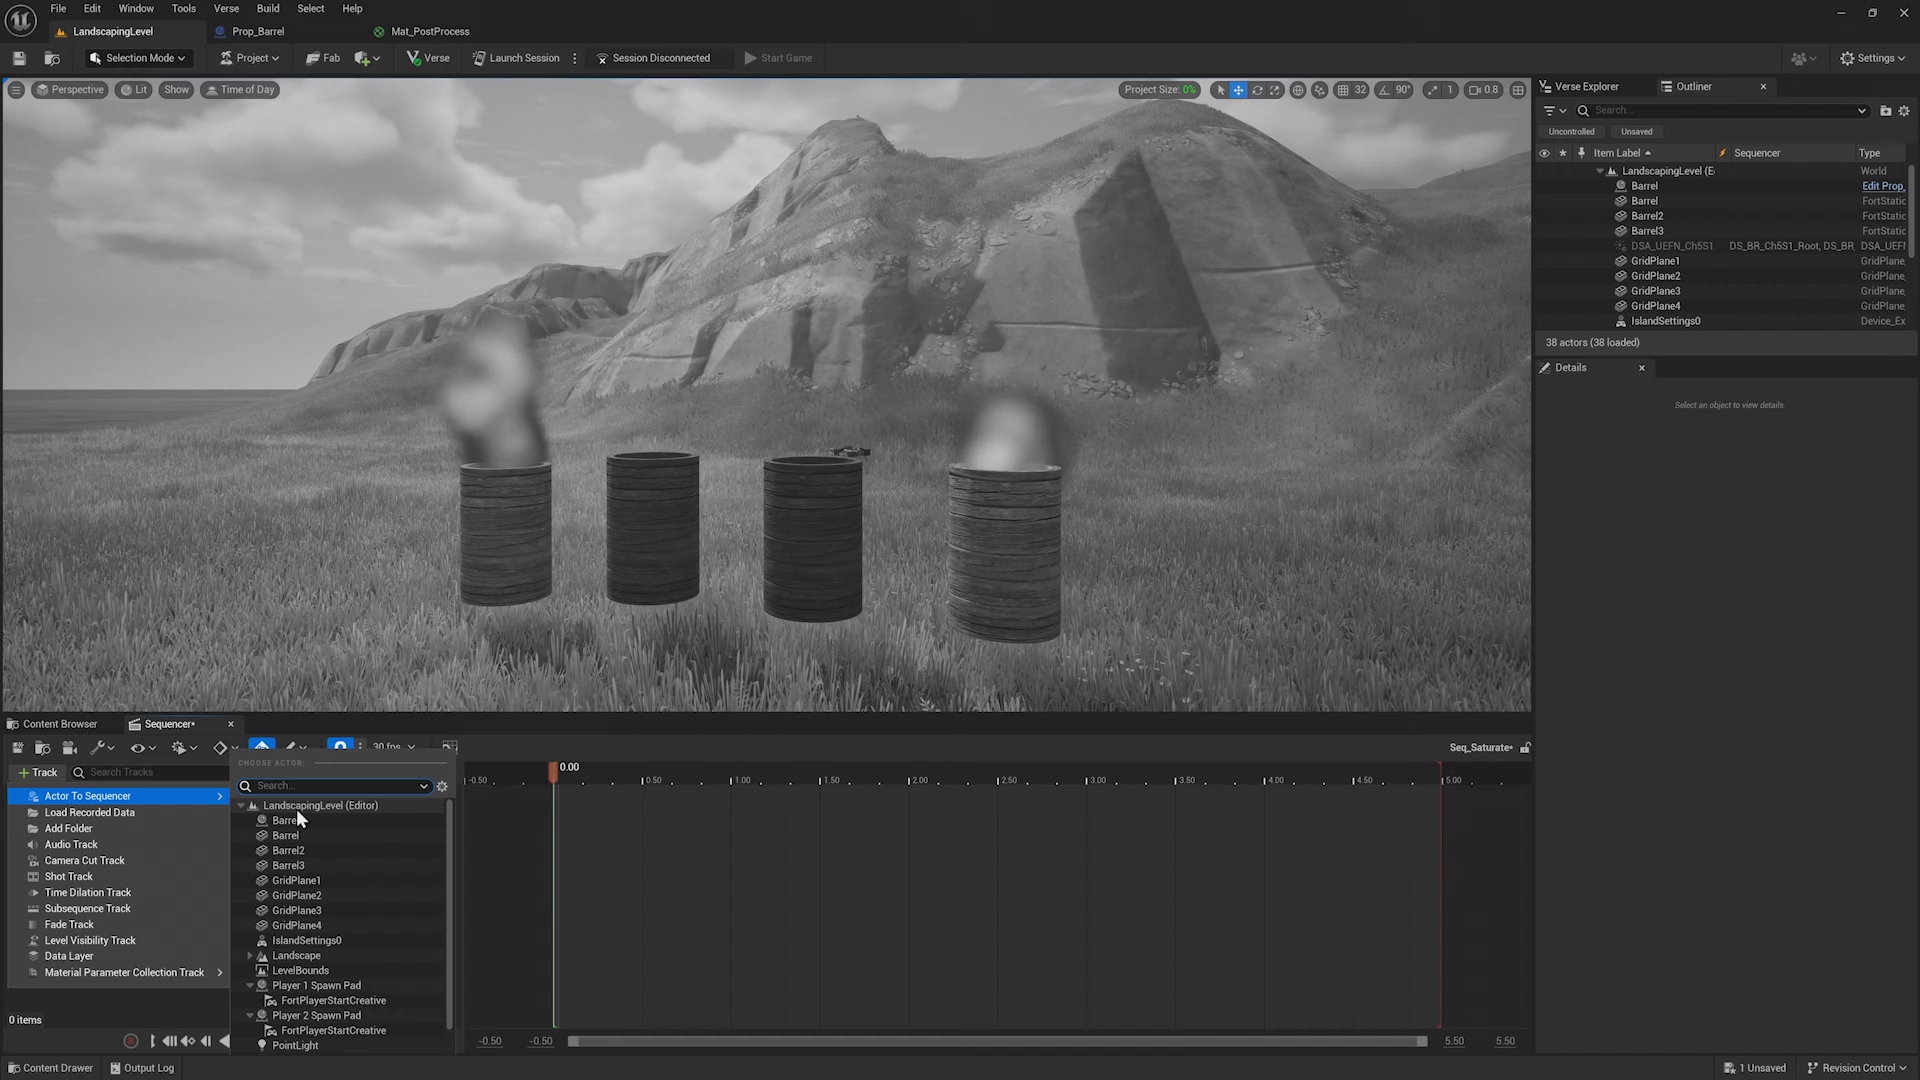 File Edit Window Tools Verse Build Select Help
LandscapingLevel Prop_Barrel Mat_PostProcess
Selection Mode Project Fab Verse Launch Session Session Disconnected Start Game Settings
Perspective Lit Show Time of Day Project Size: 0% 32 90° 1 0.8
Verse Explorer Outliner
Search...
Uncontrolled Unsaved
Item Label Sequencer Type
LandscapingLevel (E World
Barrel Edit Prop_
Barrel FortStatic
Barrel2 FortStatic
Barrel3 FortStatic
DSA_UEFN_Ch5S1 DS_BR_Ch5S1_Root, DS_BR_ DSA_UEFN
GridPlane1 GridPlane_
GridPlane2 GridPlane_
GridPlane3 GridPlane_
GridPlane4 GridPlane_
IslandSettings0 Device_Ex
38 actors (38 loaded)
Details
Select an object to view details.
Content Browser Sequencer*
30 fps Seq_Saturate*
Track Search Tracks
Actor To Sequencer
Load Recorded Data
Add Folder
Audio Track
Camera Cut Track
Shot Track
Time Dilation Track
Subsequence Track
Fade Track
Level Visibility Track
Data Layer
Material Parameter Collection Track
0 items
CHOOSE ACTOR:
Search...
LandscapingLevel (Editor)
Barrel
Barrel
Barrel2
Barrel3
GridPlane1
GridPlane2
GridPlane3
GridPlane4
IslandSettings0
Landscape
LevelBounds
Player 1 Spawn Pad
FortPlayerStartCreative
Player 2 Spawn Pad
FortPlayerStartCreative
PointLight
0.00
-0.50 0.50 1.00 1.50 2.00 2.50 3.00 3.50 4.00 4.50 5.00
-0.50 -0.50 5.50 5.50
Content Drawer Output Log 1 Unsaved Revision Control